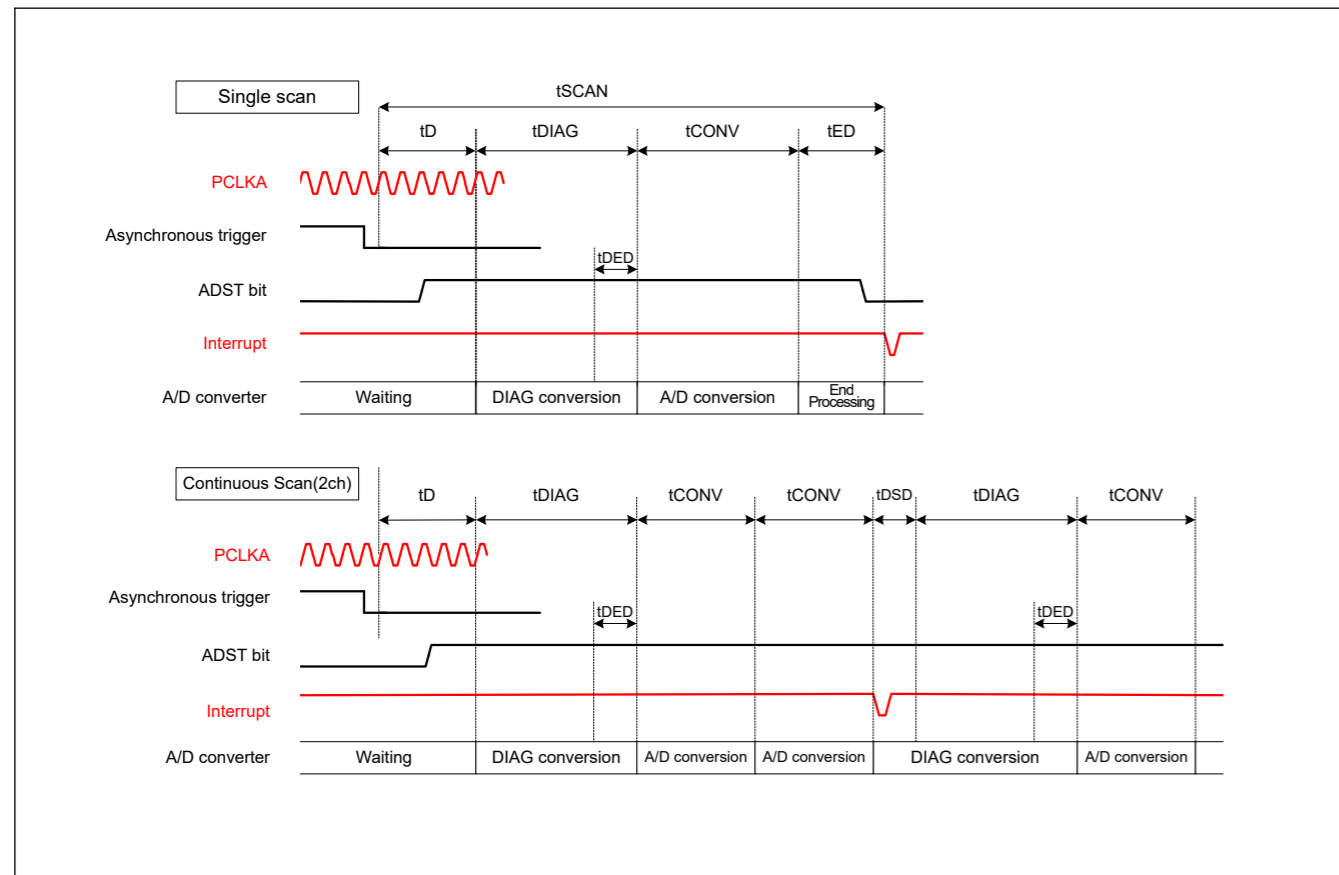 Single scan
tSCAN
tD tDIAG tCONV tED
PCLKA
Asynchronous trigger
tDED
ADST bit
Interrupt
A/D converter Waiting DIAG conversion A/D conversion End
Processing
Continuous Scan(2ch)
tD tDIAG tCONV tCONV tDSD tDIAG tCONV
PCLKA
Asynchronous trigger
tDED tDED
ADST bit
Interrupt
A/D converter Waiting DIAG conversion A/D conversion A/D conversion DIAG conversion A/D conversion